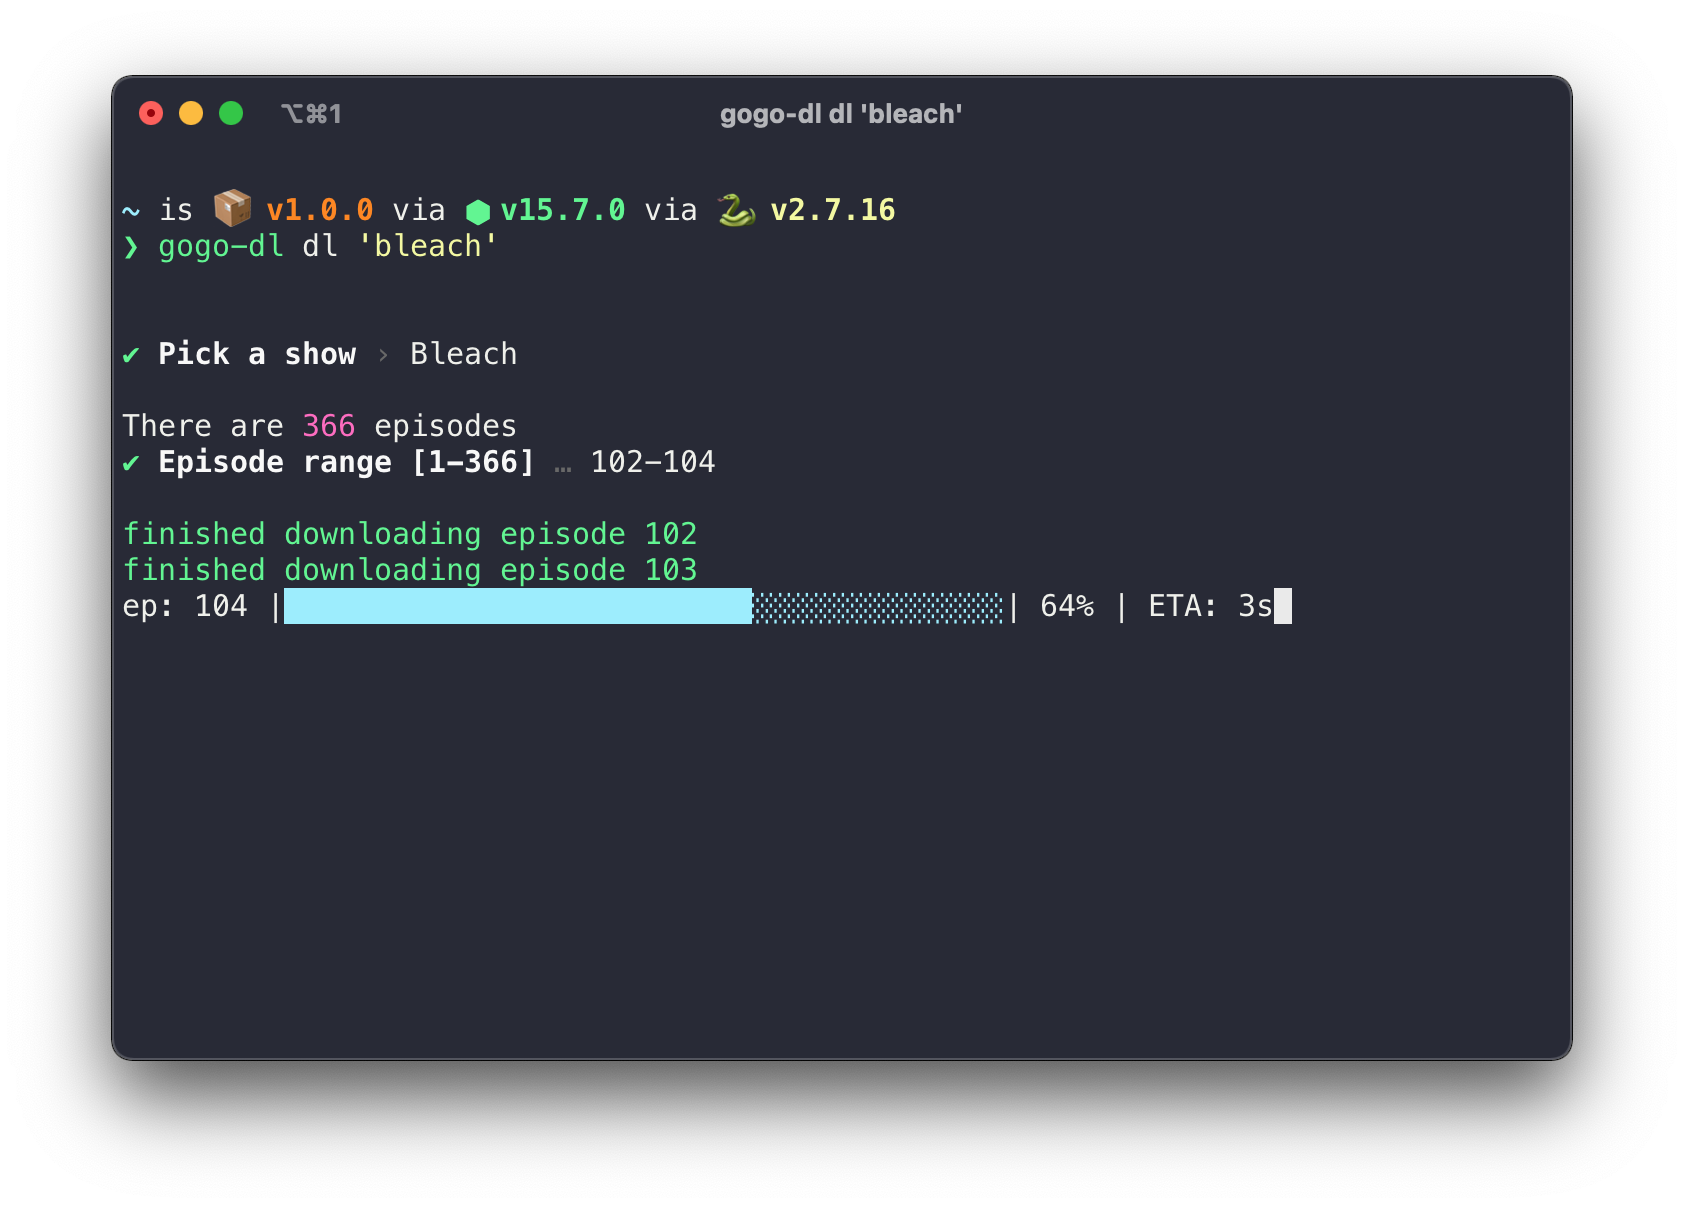 ⌥⌘1 gogo-dl dl 'bleach'
~ is 📦 v1.0.0 via ⬢ v15.7.0 via 🐍 v2.7.16
❯ gogo-dl dl 'bleach'
✔ Pick a show › Bleach
There are 366 episodes
✔ Episode range [1-366] … 102-104
finished downloading episode 102
finished downloading episode 103
ep: 104 |██████████████████████████░░░░░░░░░░░░░░| 64% | ETA: 3s